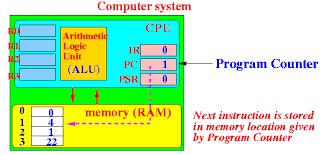 Computer system
CPU
R0
R1
R2
R3
Arithmetic
Logic
Unit
(ALU)
IR 0
PC 1
PSR 0
Program Counter
memory (RAM)
0 0
1 4
2 1
3 22
Next instruction is stored
in memory location given
by Program Counter